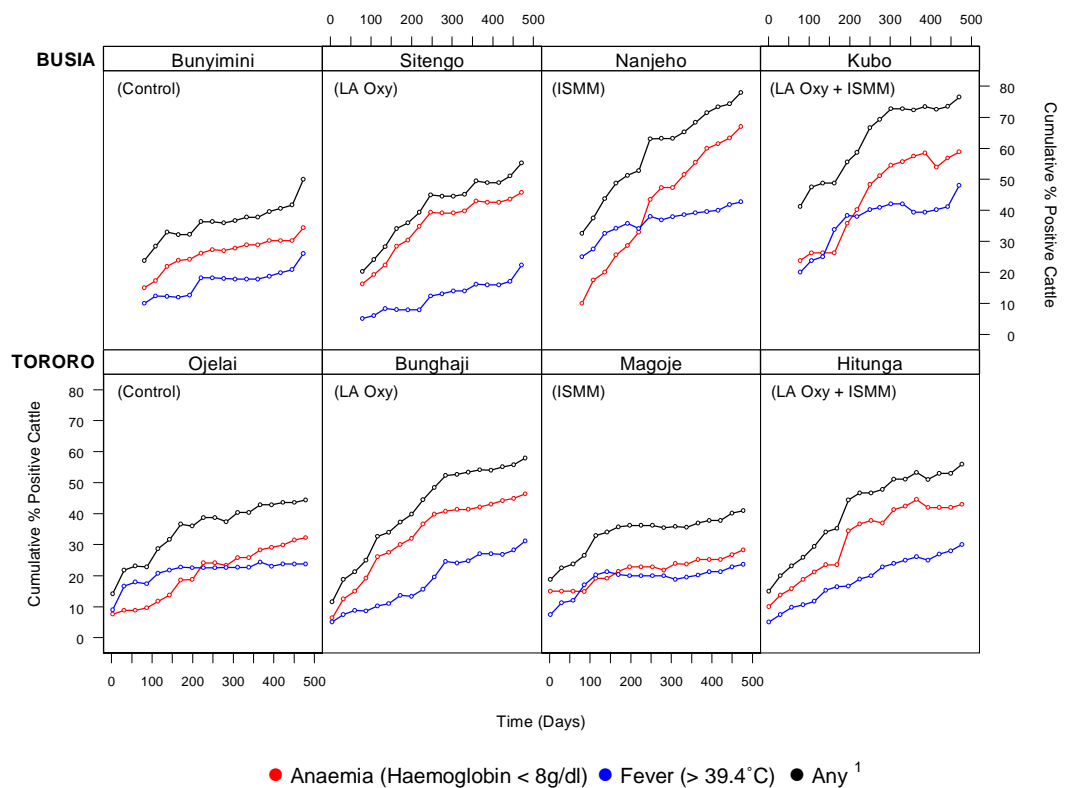 0 100 200 300 400 500 0 100 200 300 400 500
BUSIA Bunyimini Sitengo Nanjeho Kubo
(Control) (LA Oxy) (ISMM) (LA Oxy + ISMM)
80
70
60
50
40
30
20
10
0
Cumulative % Positive Cattle
TORORO Ojelai Bunghaji Magoje Hitunga
(Control) (LA Oxy) (ISMM) (LA Oxy + ISMM)
80
70
60
50
40
30
20
10
0
Cumulative % Positive Cattle
0 100 200 300 400 500 0 100 200 300 400 500
Time (Days)
Anaemia (Haemoglobin < 8g/dl) Fever (> 39.4°C) Any 1